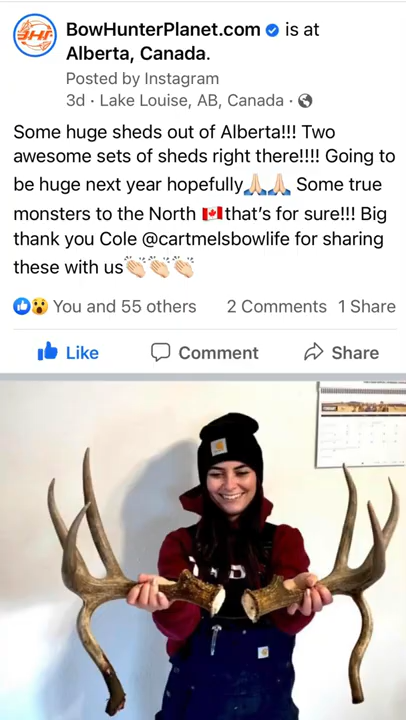 BHP
BowHunterPlanet.com is at
Alberta, Canada.
Posted by Instagram
3d · Lake Louise, AB, Canada ·
Some huge sheds out of Alberta!!! Two
awesome sets of sheds right there!!!! Going to
be huge next year hopefully🙏🏻🙏🏻 Some true
monsters to the North 🇨🇦that's for sure!!! Big
thank you Cole @cartmelsbowlife for sharing
these with us👏🏻👏🏻👏🏻
You and 55 others 2 Comments 1 Share
Like Comment Share